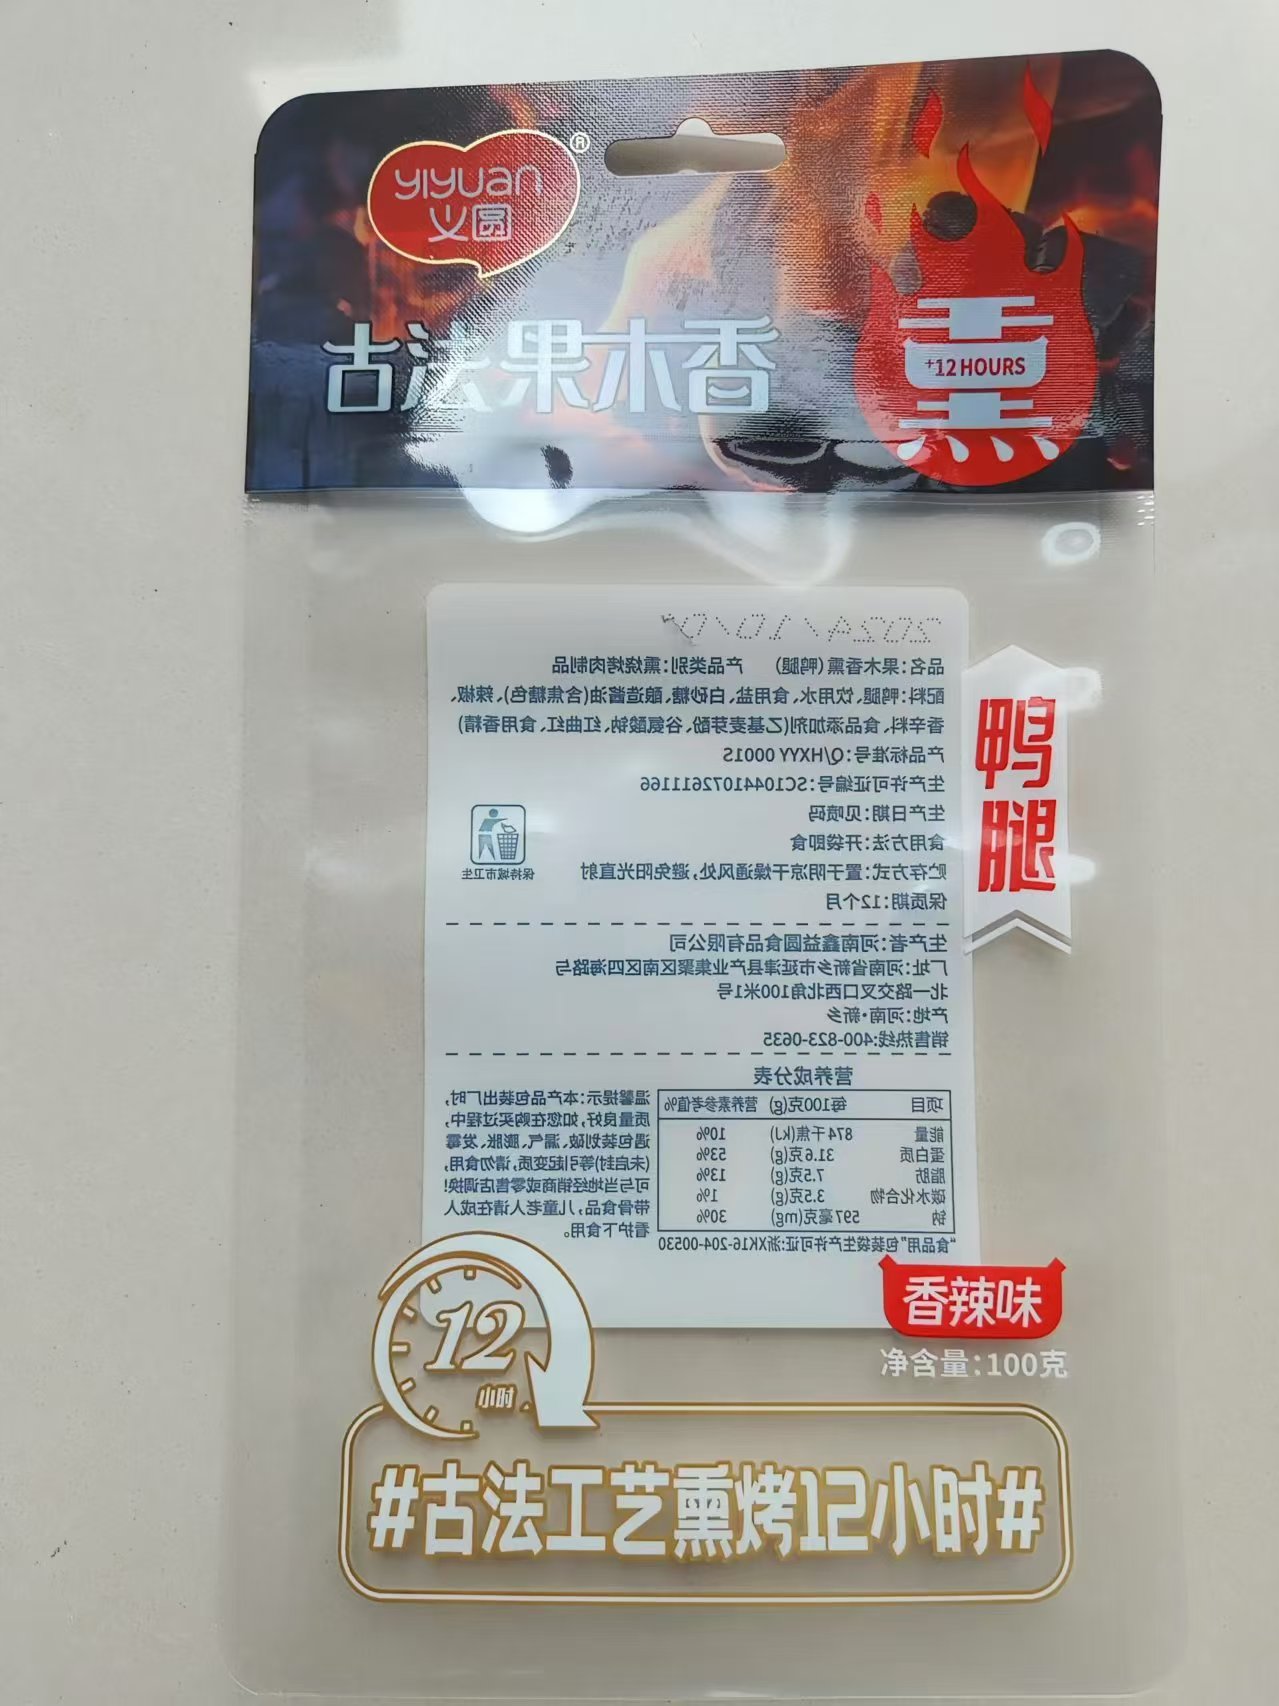 yiyuan®
义圆
古法果木香
熏
+12 HOURS
品名:果木香熏(鸭腿) 产品类别:熏烧烤肉制品
配料:鸭腿、饮用水、食用盐、白砂糖、酿造酱油(含焦糖色)、辣椒、
香辛料、食品添加剂(乙基麦芽酚、谷氨酸钠、红曲红、食用香精)
产品标准号:Q/HXYY 0001S
生产许可证编号:SC10441072611166
生产日期:见喷码
食用方法:开袋即食
贮存方式:置于阴凉干燥通风处,避免阳光直射
保质期:12个月
保持城市卫生
鸭腿
生产者:河南鑫益圆食品有限公司
厂址:河南省新乡市延津县产业集聚区南区四海路与
北一路交叉口西北角100米1号
产地:河南•新乡
销售热线:400-823-0635
营养成分表
项目 每100克(g) 营养素参考值%
能量 874千焦(kJ) 10%
蛋白质 31.6克(g) 53%
脂肪 7.5克(g) 13%
碳水化合物 3.5克(g) 1%
钠 597毫克(mg) 30%
"食品用"包装袋生产许可证:浙XK16-204-00530
温馨提示:本产品包装出厂时,
质量良好,如您在购买过程中,
遇包装划破、漏气、膨胀、发霉
(未启封)等引起变质,请勿食用,
可与当地经销商或零售店调换!
带骨食品,儿童老人请在成人
看护下食用。
香辣味
净含量:100克
12
小时
#古法工艺熏烤12小时#